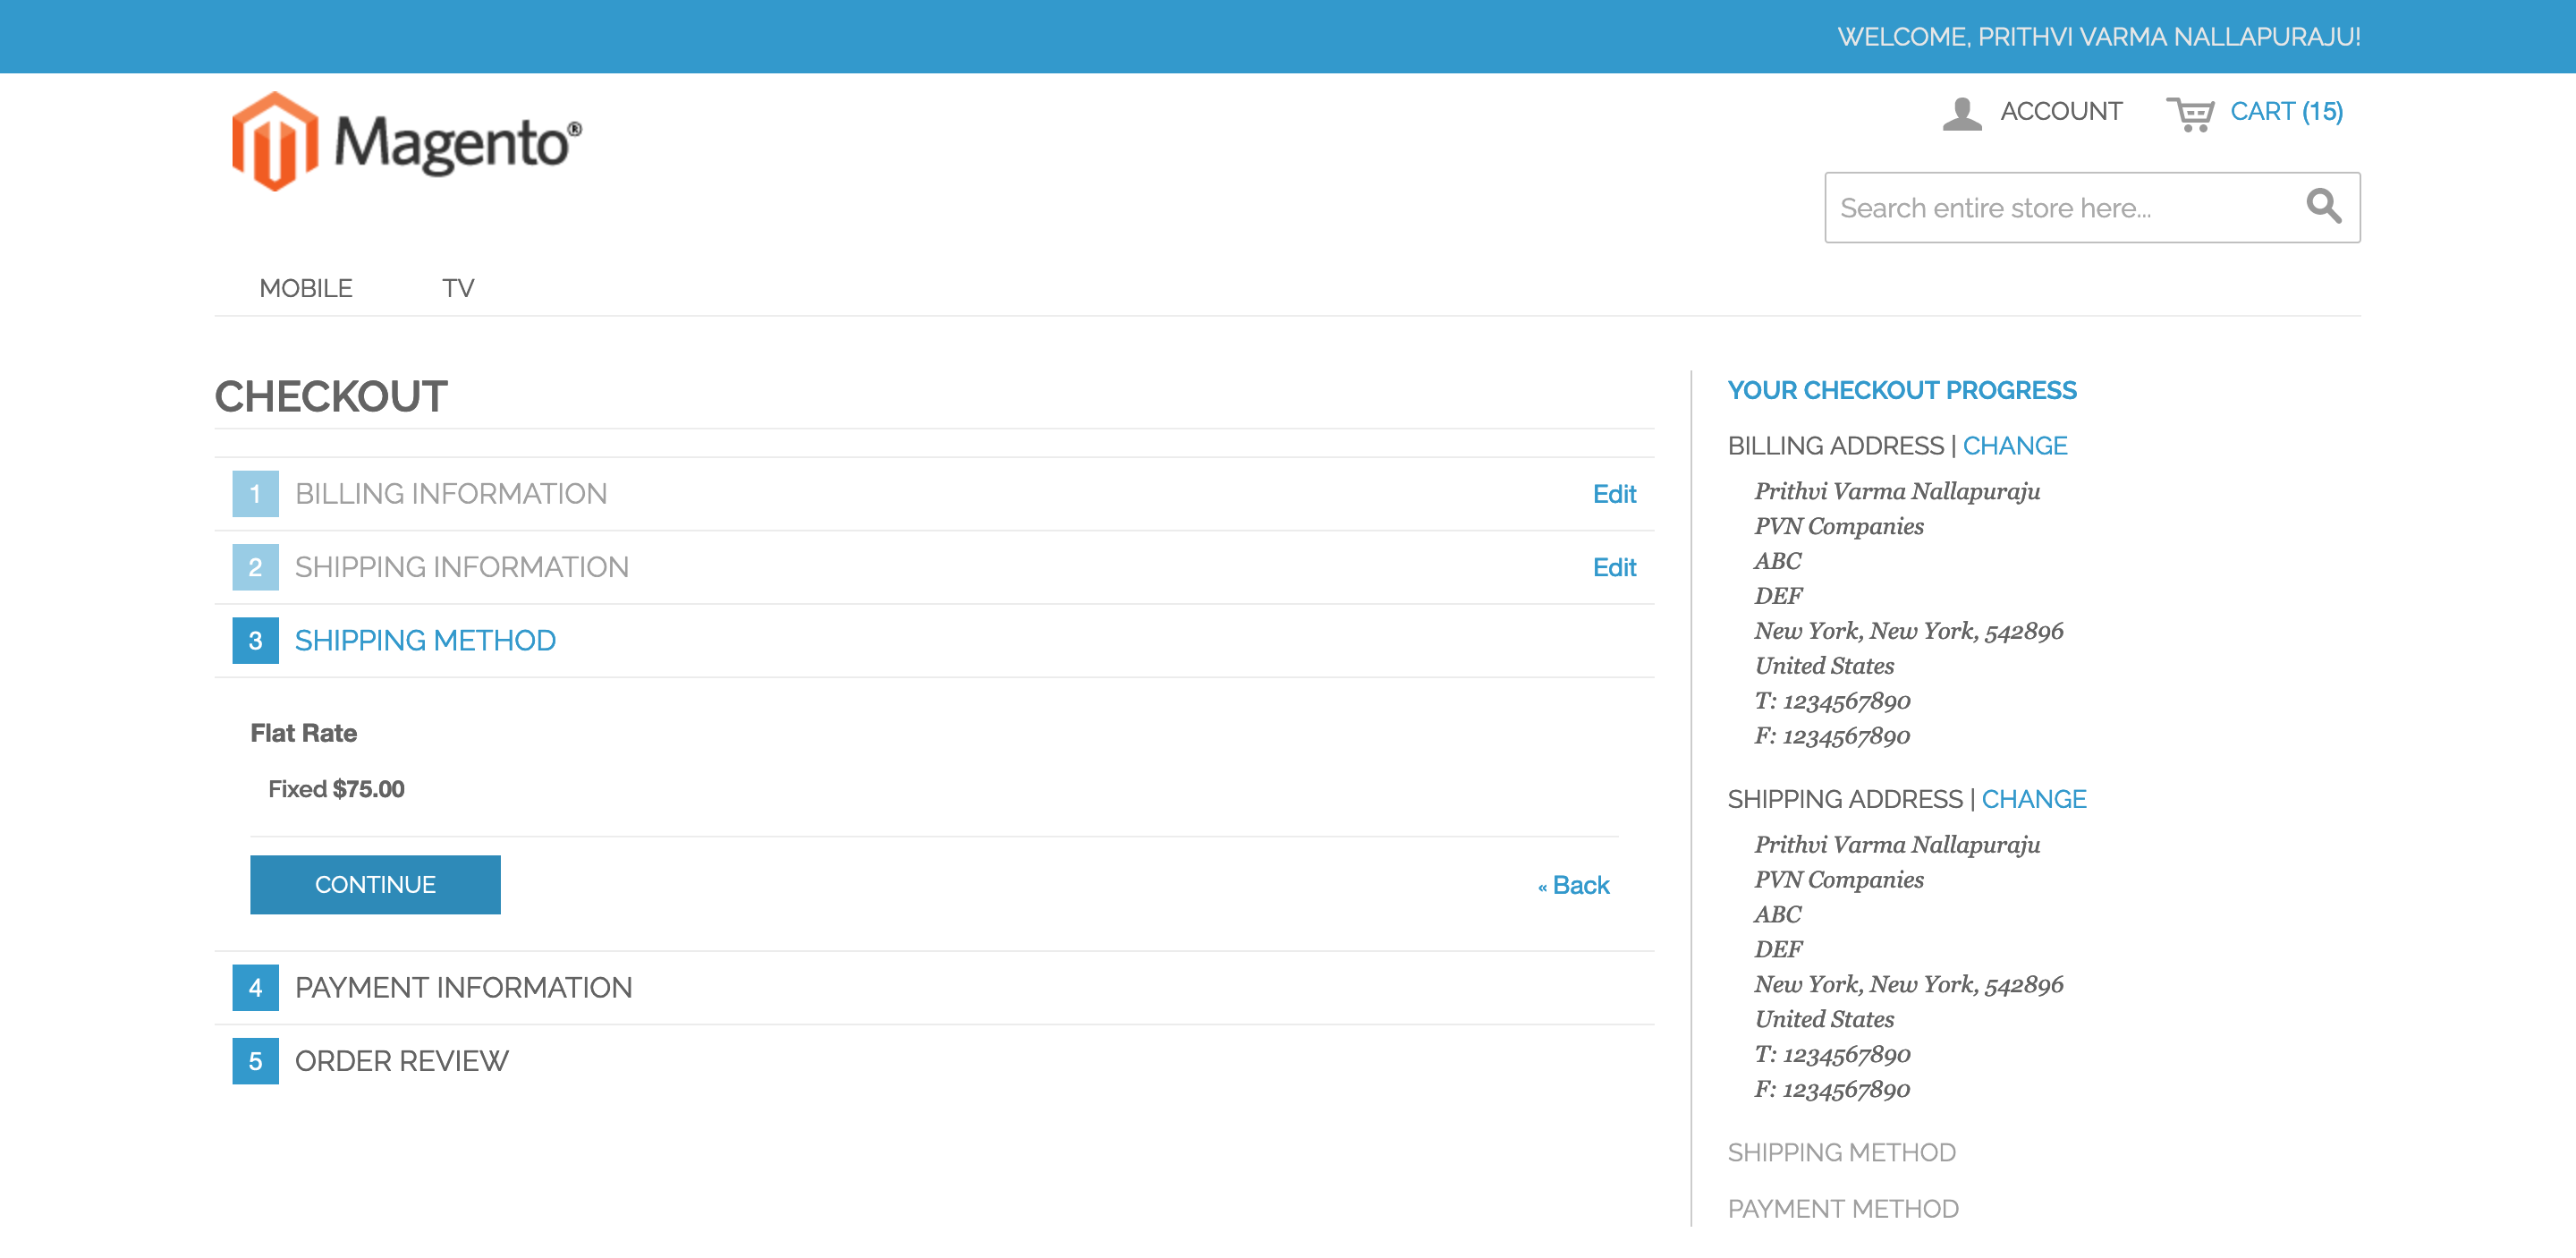 WELCOME, PRITHVI VARMA NALLAPURAJU!
Magento®
ACCOUNT
CART (15)
Search entire store here...
MOBILE
TV
CHECKOUT
1 BILLING INFORMATION Edit
2 SHIPPING INFORMATION Edit
3 SHIPPING METHOD
Flat Rate
Fixed $75.00
CONTINUE
« Back
4 PAYMENT INFORMATION
5 ORDER REVIEW
YOUR CHECKOUT PROGRESS
BILLING ADDRESS | CHANGE
Prithvi Varma Nallapuraju
PVN Companies
ABC
DEF
New York, New York, 542896
United States
T: 1234567890
F: 1234567890
SHIPPING ADDRESS | CHANGE
Prithvi Varma Nallapuraju
PVN Companies
ABC
DEF
New York, New York, 542896
United States
T: 1234567890
F: 1234567890
SHIPPING METHOD
PAYMENT METHOD